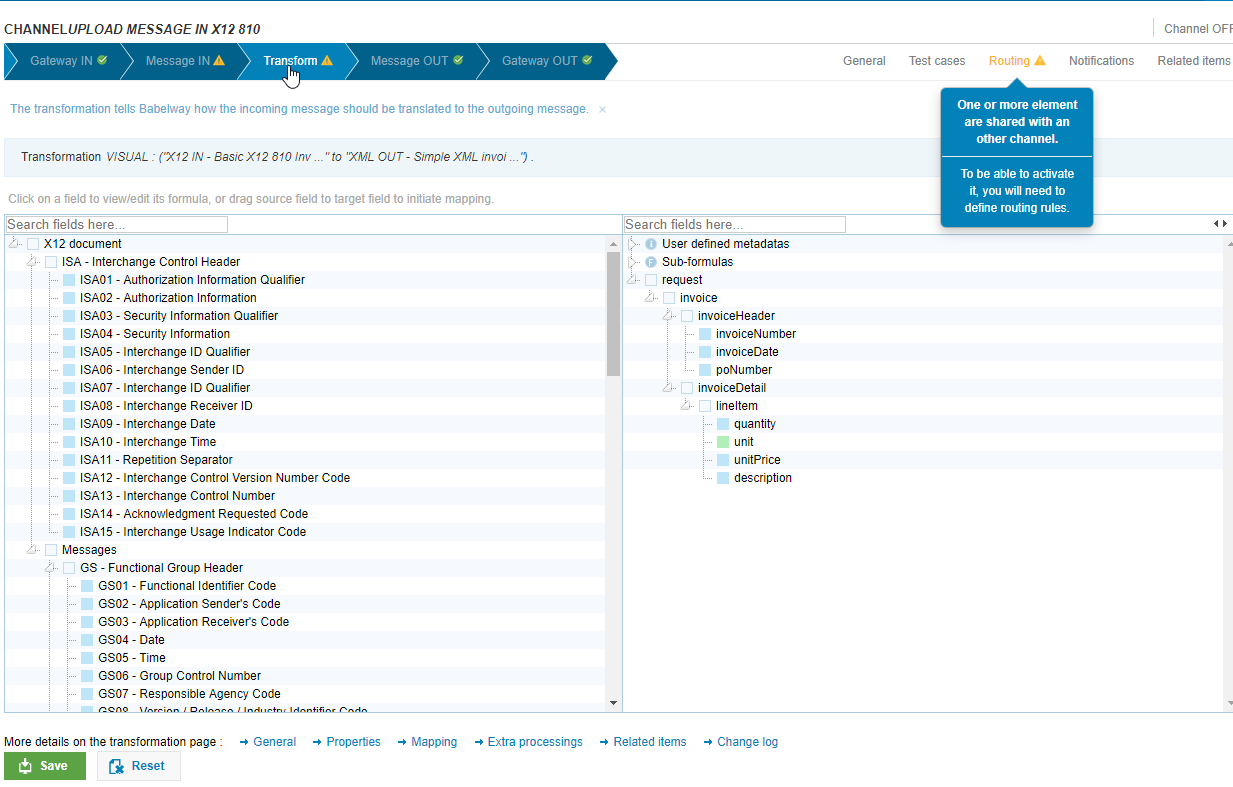 CHANNELUPLOAD MESSAGE IN X12 810
Channel OFF
Gateway IN
Message IN
Transform
Message OUT
Gateway OUT
General
Test cases
Routing
Notifications
Related items
The transformation tells Babelway how the incoming message should be translated to the outgoing message. ×
One or more element
are shared with an
other channel.
To be able to activate
it, you will need to
define routing rules.
Transformation VISUAL : ("X12 IN - Basic X12 810 Inv ..." to "XML OUT - Simple XML invoi ...") .
Click on a field to view/edit its formula, or drag source field to target field to initiate mapping.
Search fields here...
X12 document
ISA - Interchange Control Header
ISA01 - Authorization Information Qualifier
ISA02 - Authorization Information
ISA03 - Security Information Qualifier
ISA04 - Security Information
ISA05 - Interchange ID Qualifier
ISA06 - Interchange Sender ID
ISA07 - Interchange ID Qualifier
ISA08 - Interchange Receiver ID
ISA09 - Interchange Date
ISA10 - Interchange Time
ISA11 - Repetition Separator
ISA12 - Interchange Control Version Number Code
ISA13 - Interchange Control Number
ISA14 - Acknowledgment Requested Code
ISA15 - Interchange Usage Indicator Code
Messages
GS - Functional Group Header
GS01 - Functional Identifier Code
GS02 - Application Sender's Code
GS03 - Application Receiver's Code
GS04 - Date
GS05 - Time
GS06 - Group Control Number
GS07 - Responsible Agency Code
GS08 - Version / Release / Industry Identifier Code
Search fields here...
User defined metadatas
Sub-formulas
request
invoice
invoiceHeader
invoiceNumber
invoiceDate
poNumber
invoiceDetail
lineItem
quantity
unit
unitPrice
description
More details on the transformation page : General Properties Mapping Extra processings Related items Change log
Save
Reset